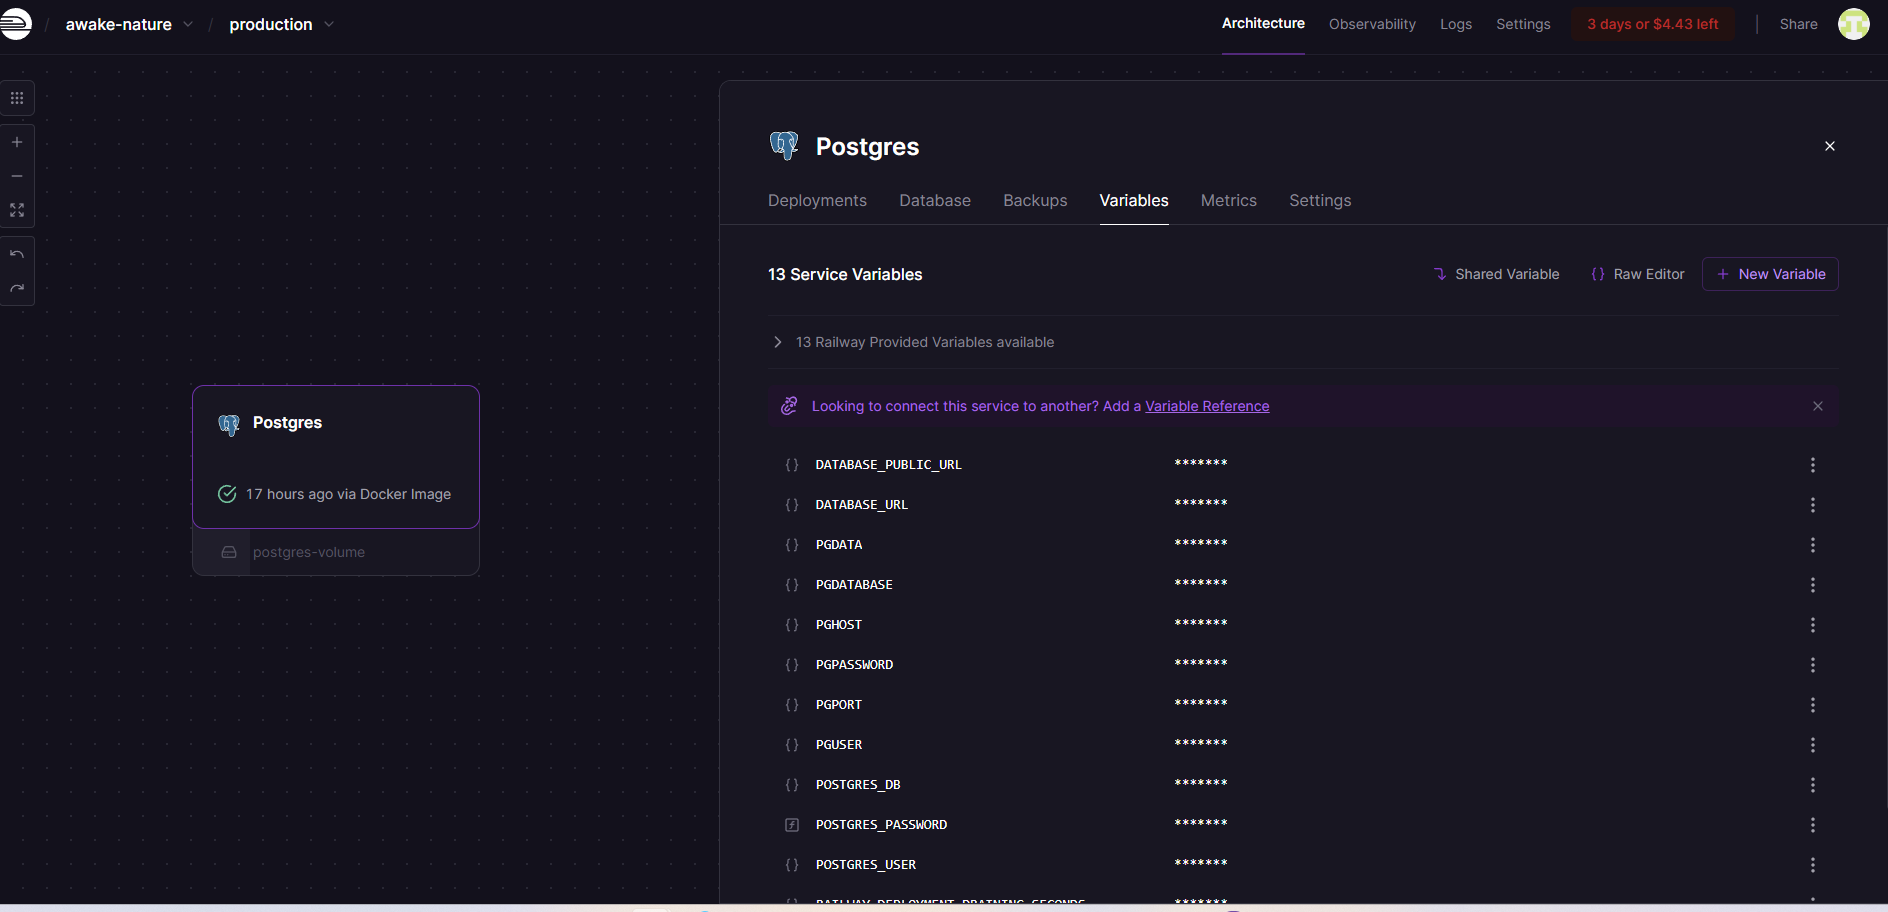 awake-nature / production
Architecture Observability Logs Settings 3 days or $4.43 left Share
Postgres
17 hours ago via Docker Image
postgres-volume
Postgres
Deployments Database Backups Variables Metrics Settings
13 Service Variables Shared Variable {} Raw Editor + New Variable
13 Railway Provided Variables available
Looking to connect this service to another? Add a Variable Reference
{} DATABASE_PUBLIC_URL *******
{} DATABASE_URL *******
{} PGDATA *******
{} PGDATABASE *******
{} PGHOST *******
{} PGPASSWORD *******
{} PGPORT *******
{} PGUSER *******
{} POSTGRES_DB *******
POSTGRES_PASSWORD *******
{} POSTGRES_USER *******
{} RAILWAY_DEPLOYMENT_DRAINING_SECONDS *******